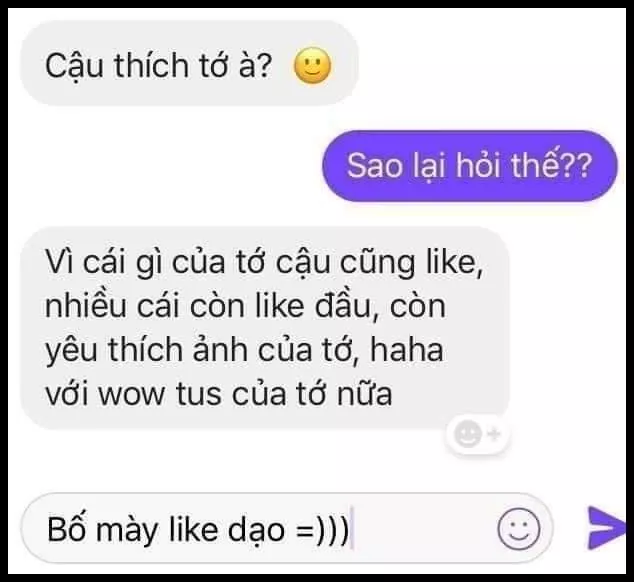 Cậu thích tớ à? 🙂
Sao lại hỏi thế??
Vì cái gì của tớ cậu cũng like,
nhiều cái còn like đầu, còn
yêu thích ảnh của tớ, haha
với wow tus của tớ nữa
Bố mày like dạo =)))